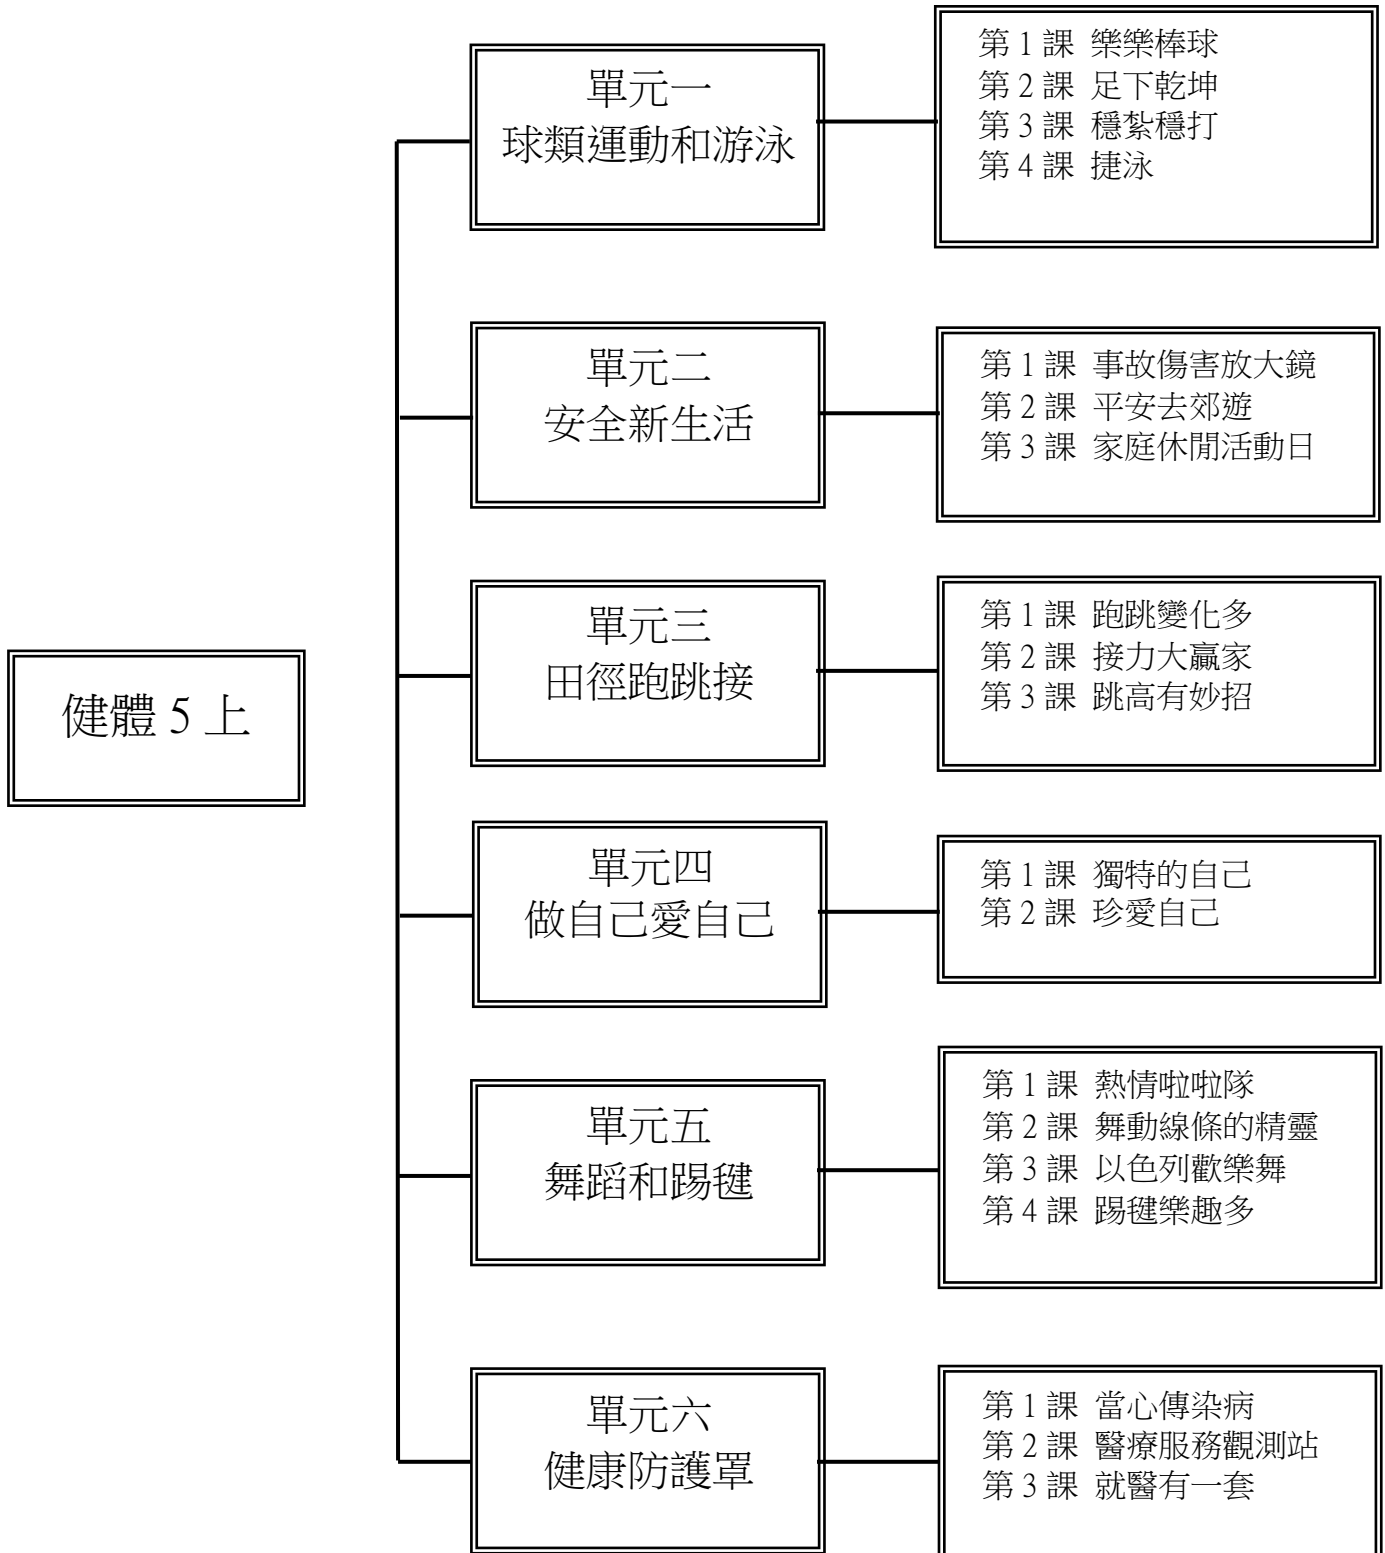 健體 5 上
單元一
球類運動和游泳
第 1 課 樂樂棒球
第 2 課 足下乾坤
第 3 課 穩紮穩打
第 4 課 捷泳
單元二
安全新生活
第 1 課 事故傷害放大鏡
第 2 課 平安去郊遊
第 3 課 家庭休閒活動日
單元三
田徑跑跳接
第 1 課 跑跳變化多
第 2 課 接力大贏家
第 3 課 跳高有妙招
單元四
做自己愛自己
第 1 課 獨特的自己
第 2 課 珍愛自己
單元五
舞蹈和踢毽
第 1 課 熱情啦啦隊
第 2 課 舞動線條的精靈
第 3 課 以色列歡樂舞
第 4 課 踢毽樂趣多
單元六
健康防護罩
第 1 課 當心傳染病
第 2 課 醫療服務觀測站
第 3 課 就醫有一套